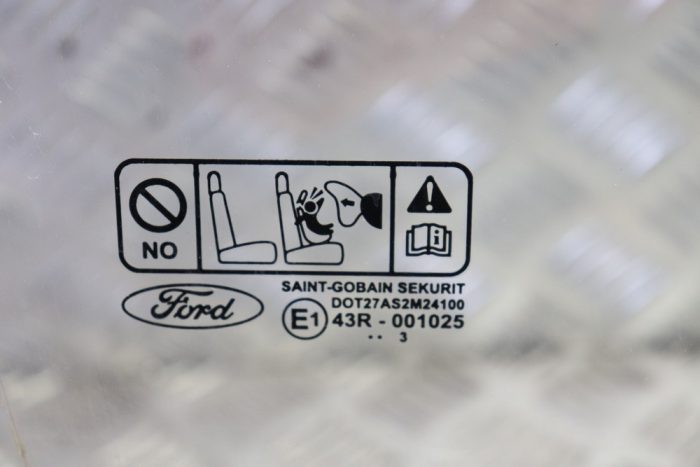 NO
i
Ford
SAINT-GOBAIN SEKURIT
DOT27AS2M24100
E1 43R - 001025
·· 3